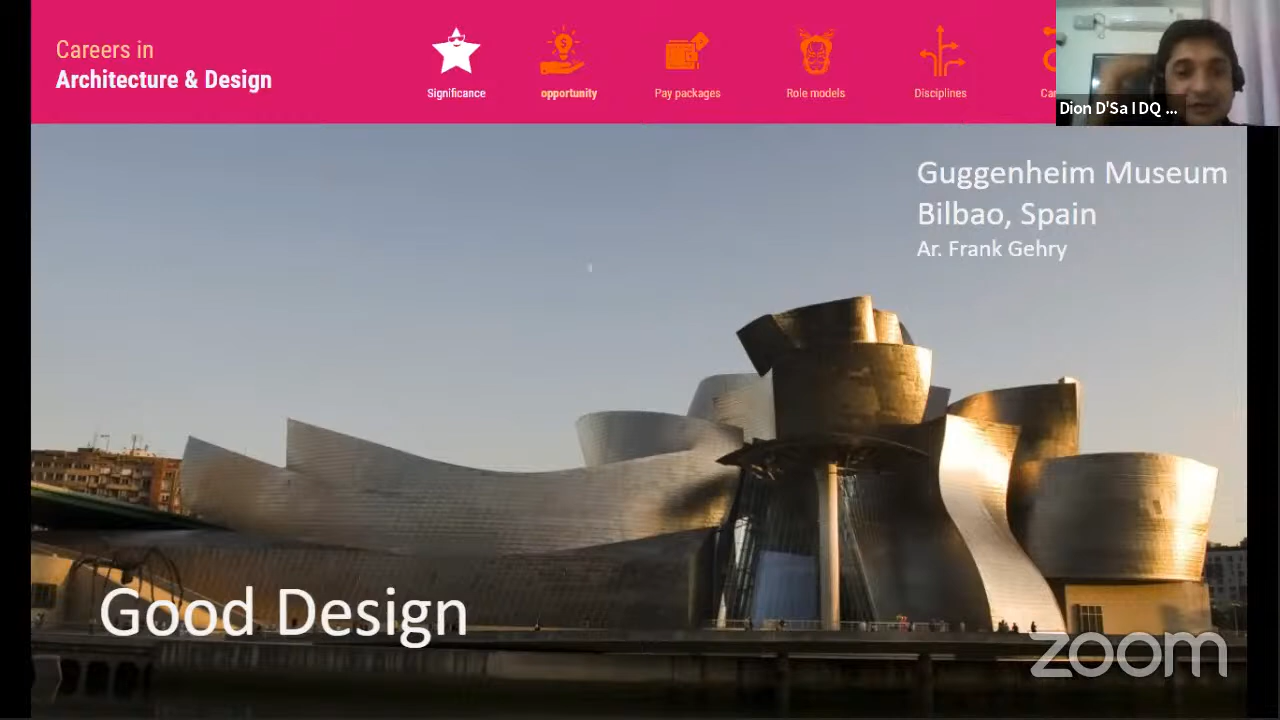 Careers in
Architecture & Design
Significance
opportunity
Pay packages
Role models
Disciplines
Dion D'Sa I DQ ...
Guggenheim Museum
Bilbao, Spain
Ar. Frank Gehry
Good Design
zoom